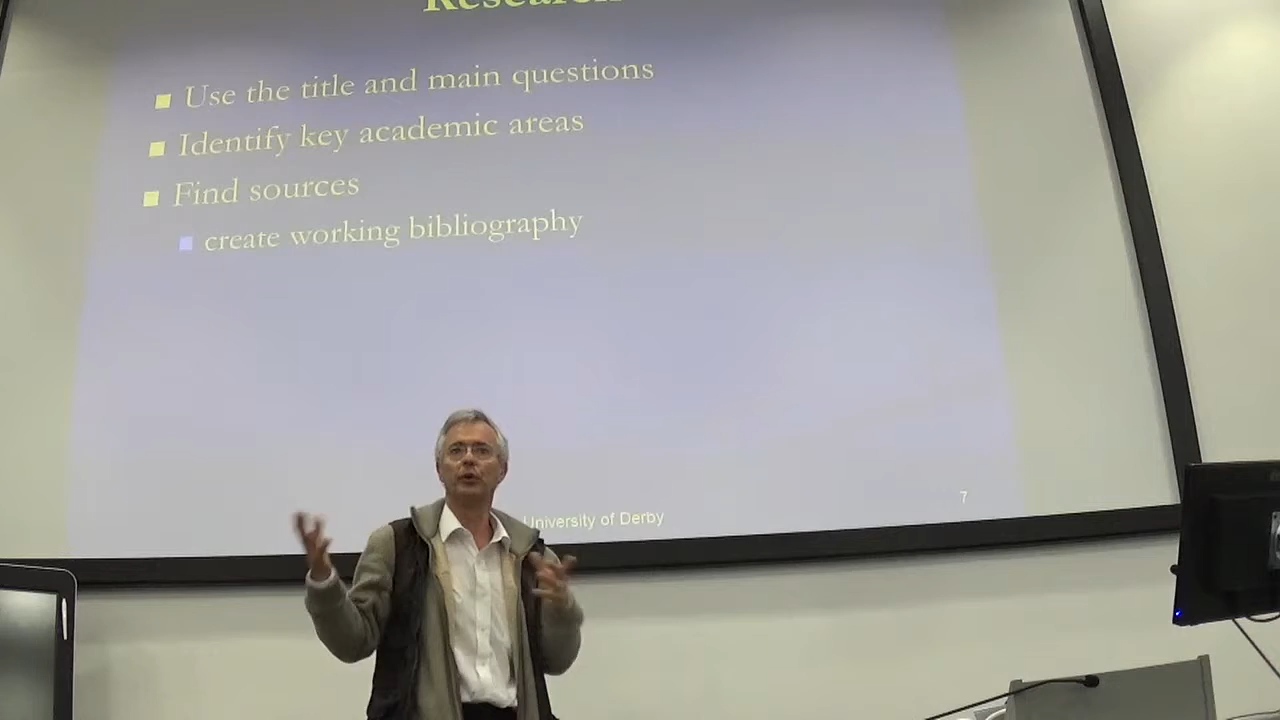 Research
Use the title and main questions
Identify key academic areas
Find sources
create working bibliography
University of Derby
7